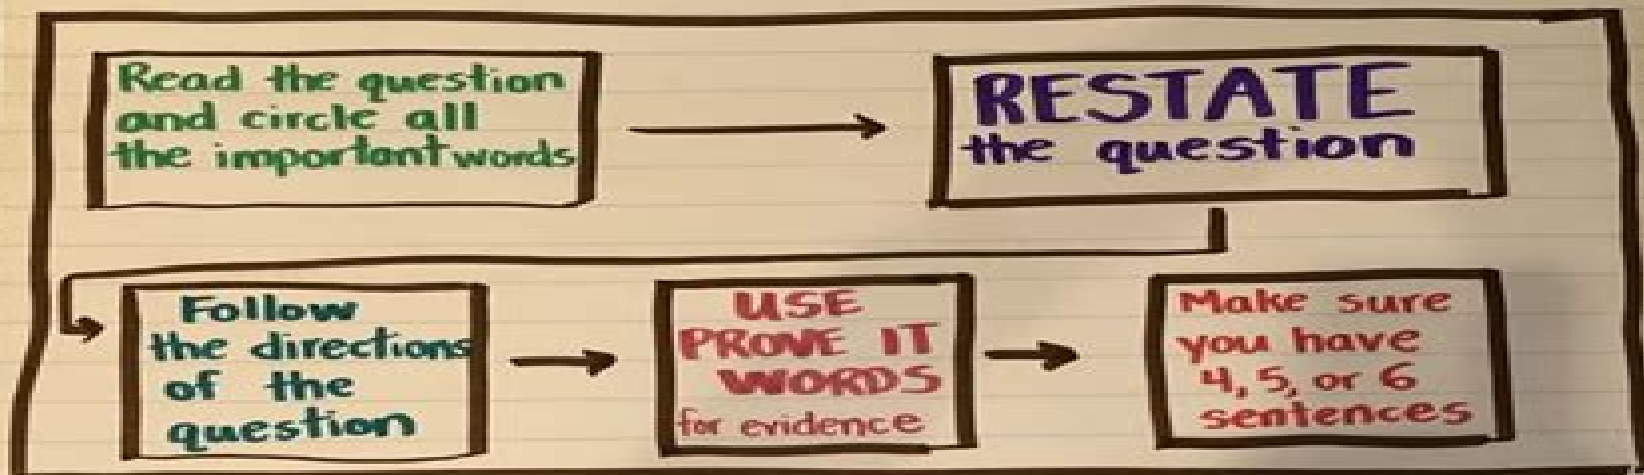 Read the question
and circle all
the important words
RESTATE
the question
Follow
the directions
of the
question
USE
PROVE IT
WORDS
for evidence
Make sure
you have
4, 5, or 6
sentences